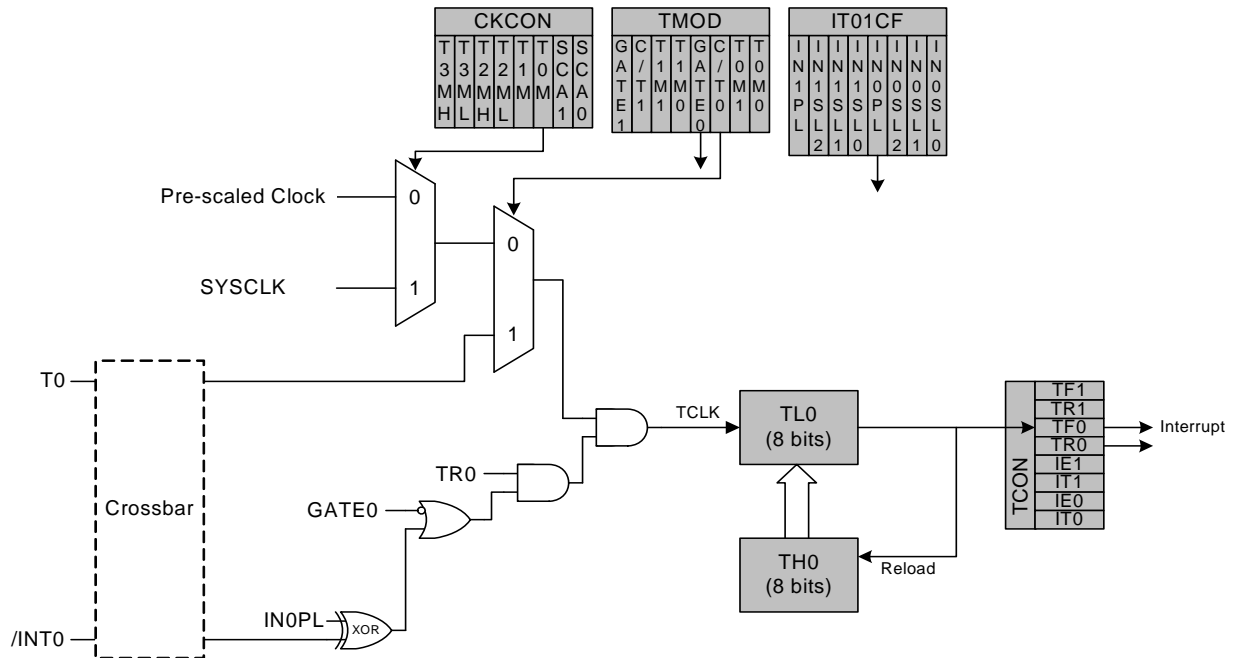 CKCON
T3MH
T3ML
T2MH
T2ML
T1M
T0M
SCA1
SCA0
TMOD
GATE1
C/T1
T1M1
T1M0
GATE0
C/T0
T0M1
T0M0
IT01CF
IN1PL
IN1SL2
IN1SL1
IN1SL0
IN0PL
IN0SL2
IN0SL1
IN0SL0
Pre-scaled Clock
0
SYSCLK
1
0
1
T0
Crossbar
/INT0
TR0
GATE0
IN0PL
XOR
TCLK
TL0
(8 bits)
TH0
(8 bits)
Reload
TCON
TF1
TR1
TF0
TR0
IE1
IT1
IE0
IT0
Interrupt